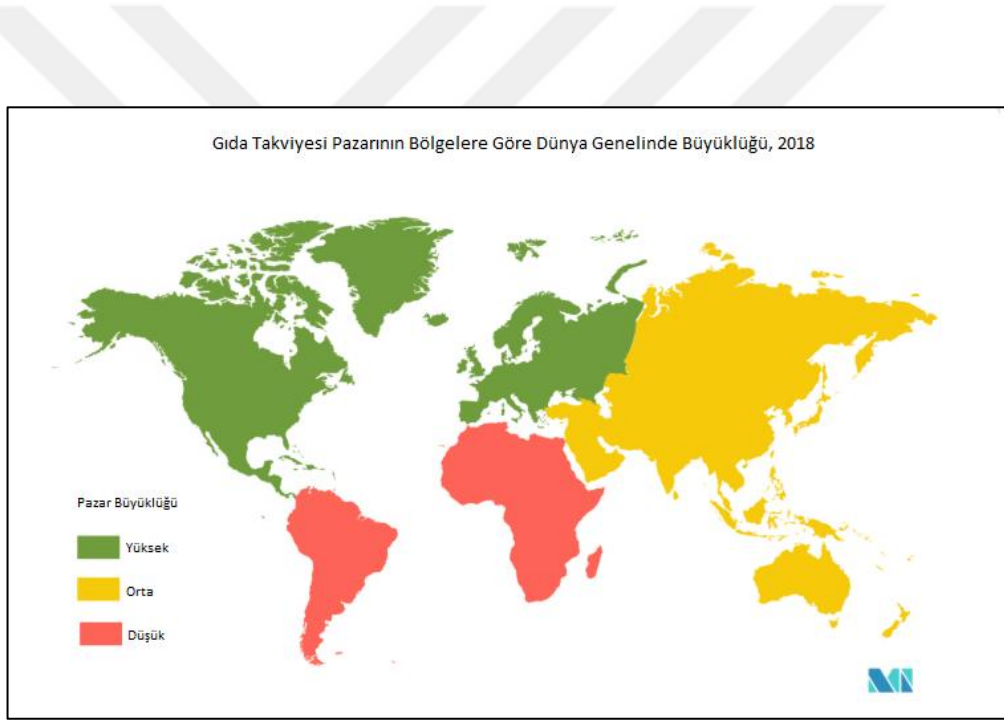 Gıda Takviyesi Pazarının Bölgelere Göre Dünya Genelinde Büyüklüğü, 2018
Pazar Büyüklüğü
Yüksek
Orta
Düşük